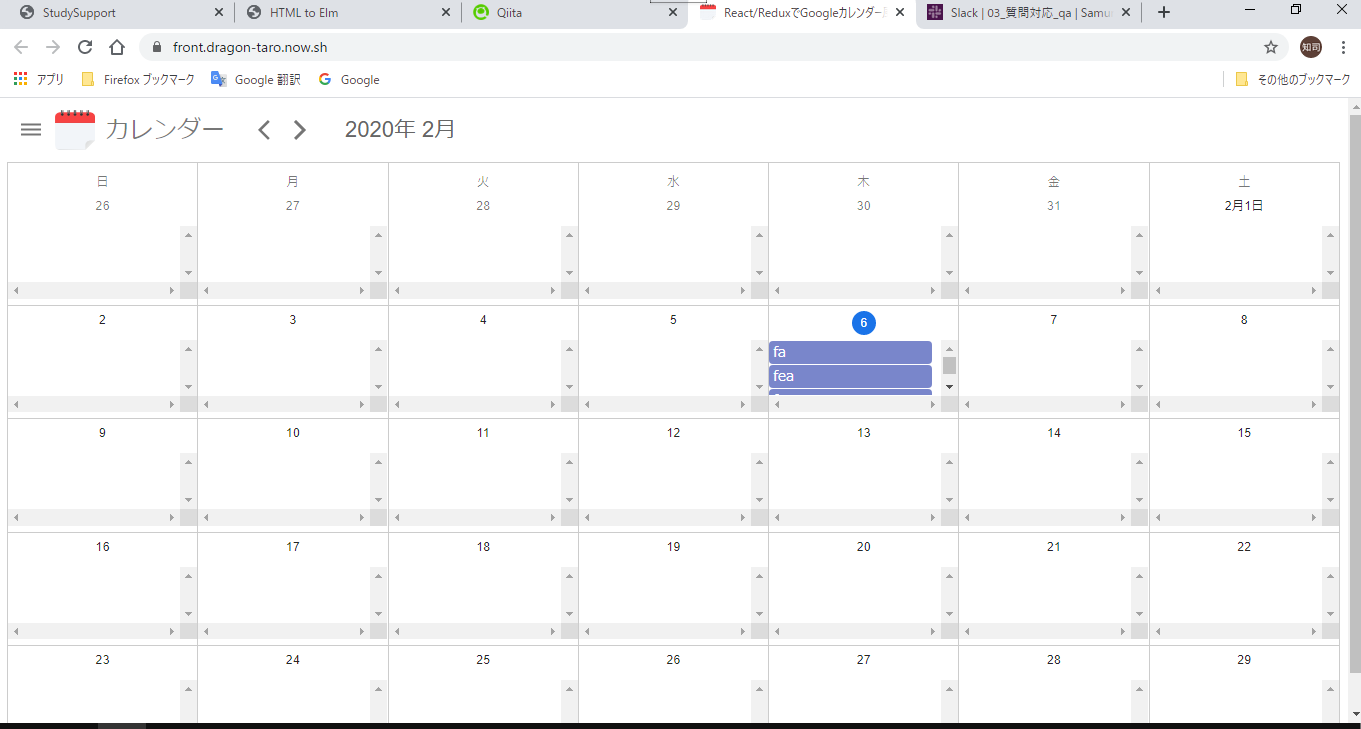 StudySupport
HTML to Elm
Qiita
React/ReduxでGoogleカレンダー
Slack | 03_質問対応_qa | Samu
front.dragon-taro.now.sh
知司
アプリ
Firefox ブックマーク
Google 翻訳
Google
その他のブックマーク
カレンダー
2020年 2月
日 月 火 水 木 金 土
26 27 28 29 30 31 2月1日
2 3 4 5 6 7 8
fa
fea
9 10 11 12 13 14 15
16 17 18 19 20 21 22
23 24 25 26 27 28 29